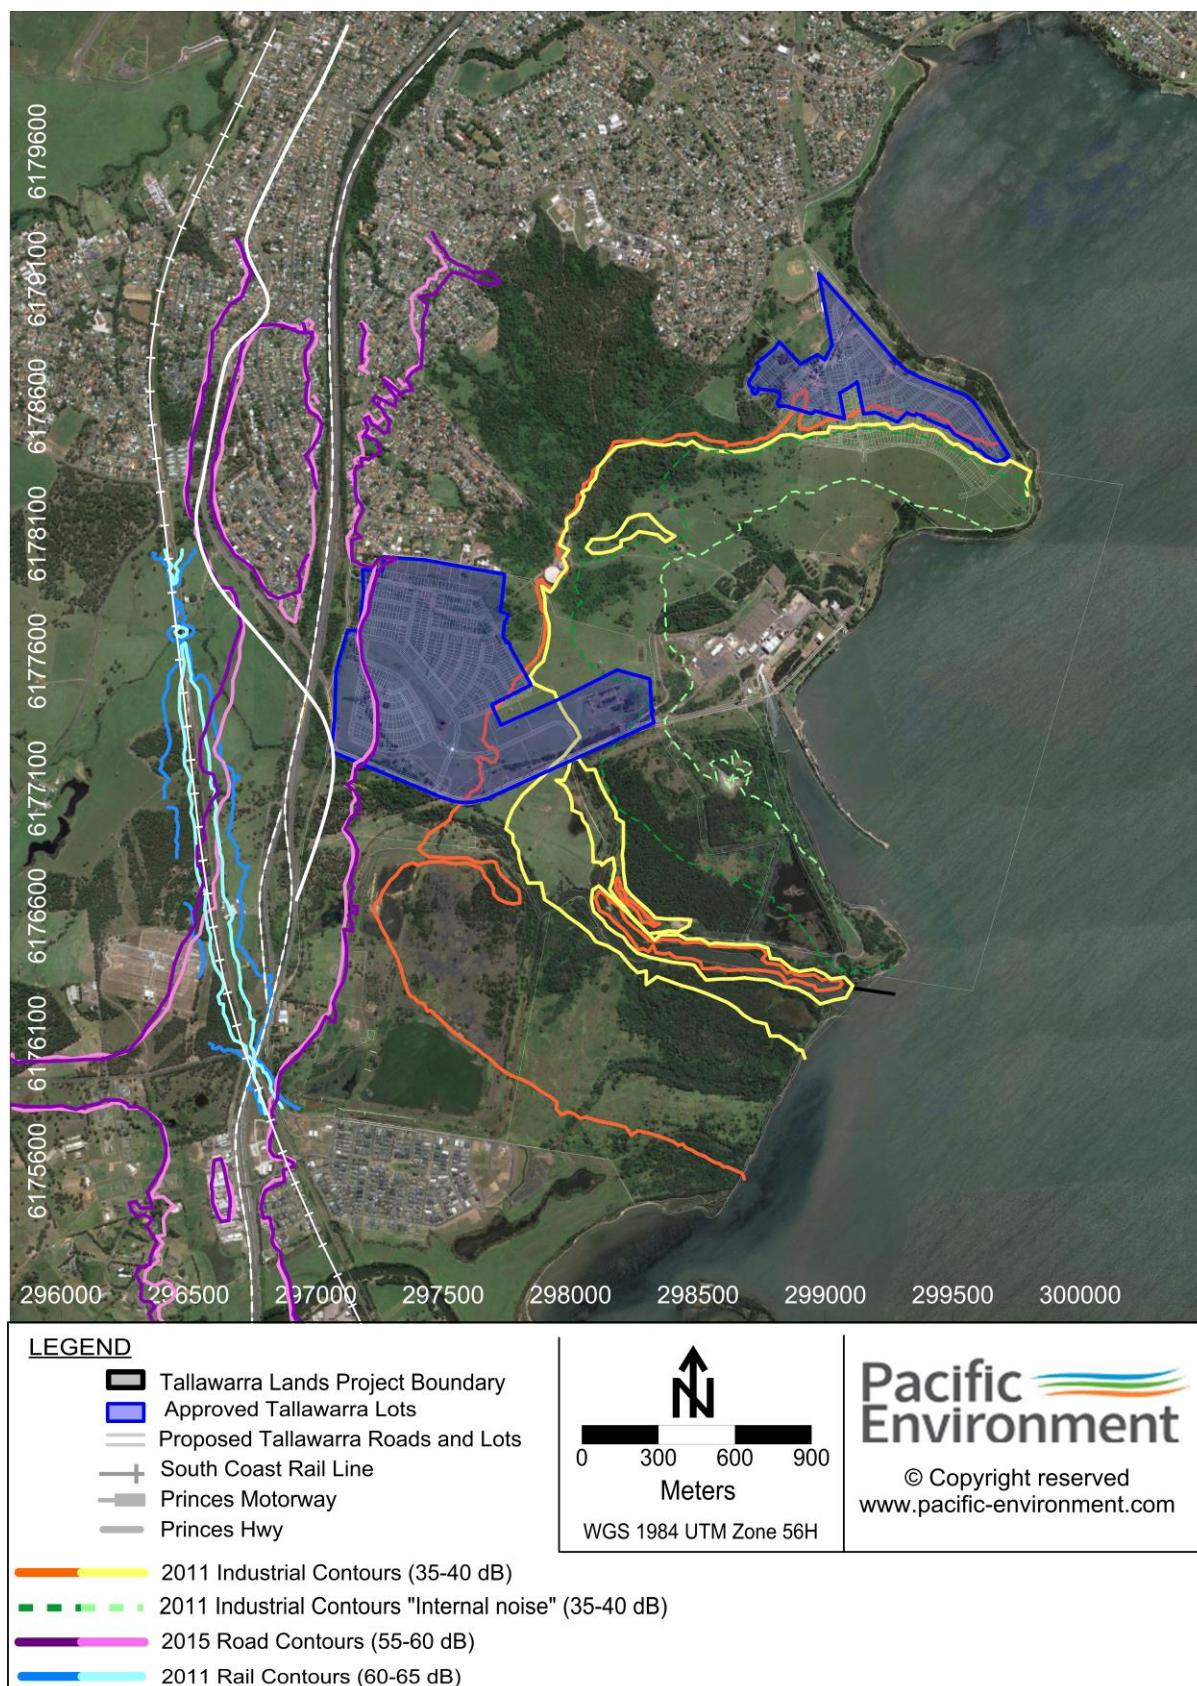 6179600
6179100
6178600
6178100
6177600
6177100
6176600
6176100
6175600
296000 296500 297000 297500 298000 298500 299000 299500 300000
LEGEND
Tallawarra Lands Project Boundary
Approved Tallawarra Lots
Proposed Tallawarra Roads and Lots
South Coast Rail Line
Princes Motorway
Princes Hwy
2011 Industrial Contours (35-40 dB)
2011 Industrial Contours "Internal noise" (35-40 dB)
2015 Road Contours (55-60 dB)
2011 Rail Contours (60-65 dB)
N
0 300 600 900
Meters
WGS 1984 UTM Zone 56H
Pacific
Environment
© Copyright reserved
www.pacific-environment.com